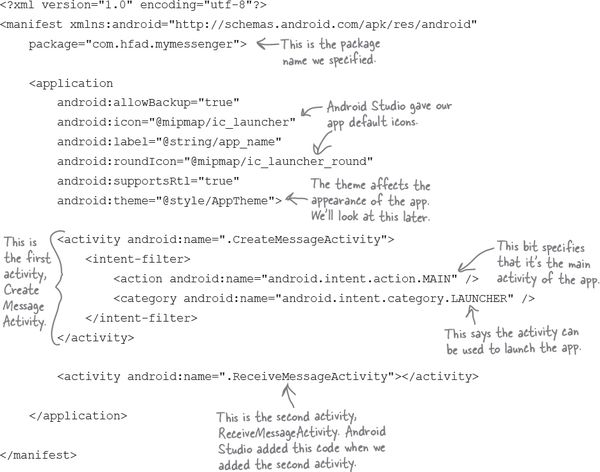 <?xml version="1.0" encoding="utf-8"?>
<manifest xmlns:android="http://schemas.android.com/apk/res/android"
package="com.hfad.mymessenger">
This is the package
name we specified.
<application
android:allowBackup="true"
android:icon="@mipmap/ic_launcher"
android:label="@string/app_name"
android:roundIcon="@mipmap/ic_launcher_round"
android:supportsRtl="true"
android:theme="@style/AppTheme">
Android Studio gave our
app default icons.
The theme affects the
appearance of the app.
We'll look at this later.
This is
the first
activity,
Create
Message
Activity.
<activity android:name=".CreateMessageActivity">
<intent-filter>
<action android:name="android.intent.action.MAIN" />
<category android:name="android.intent.category.LAUNCHER" />
</intent-filter>
</activity>
This bit specifies
that it's the main
activity of the app.
This says the activity can
be used to launch the app.
<activity android:name=".ReceiveMessageActivity"></activity>
</application>
This is the second activity,
ReceiveMessageActivity. Android
Studio added this code when we
added the second activity.
</manifest>